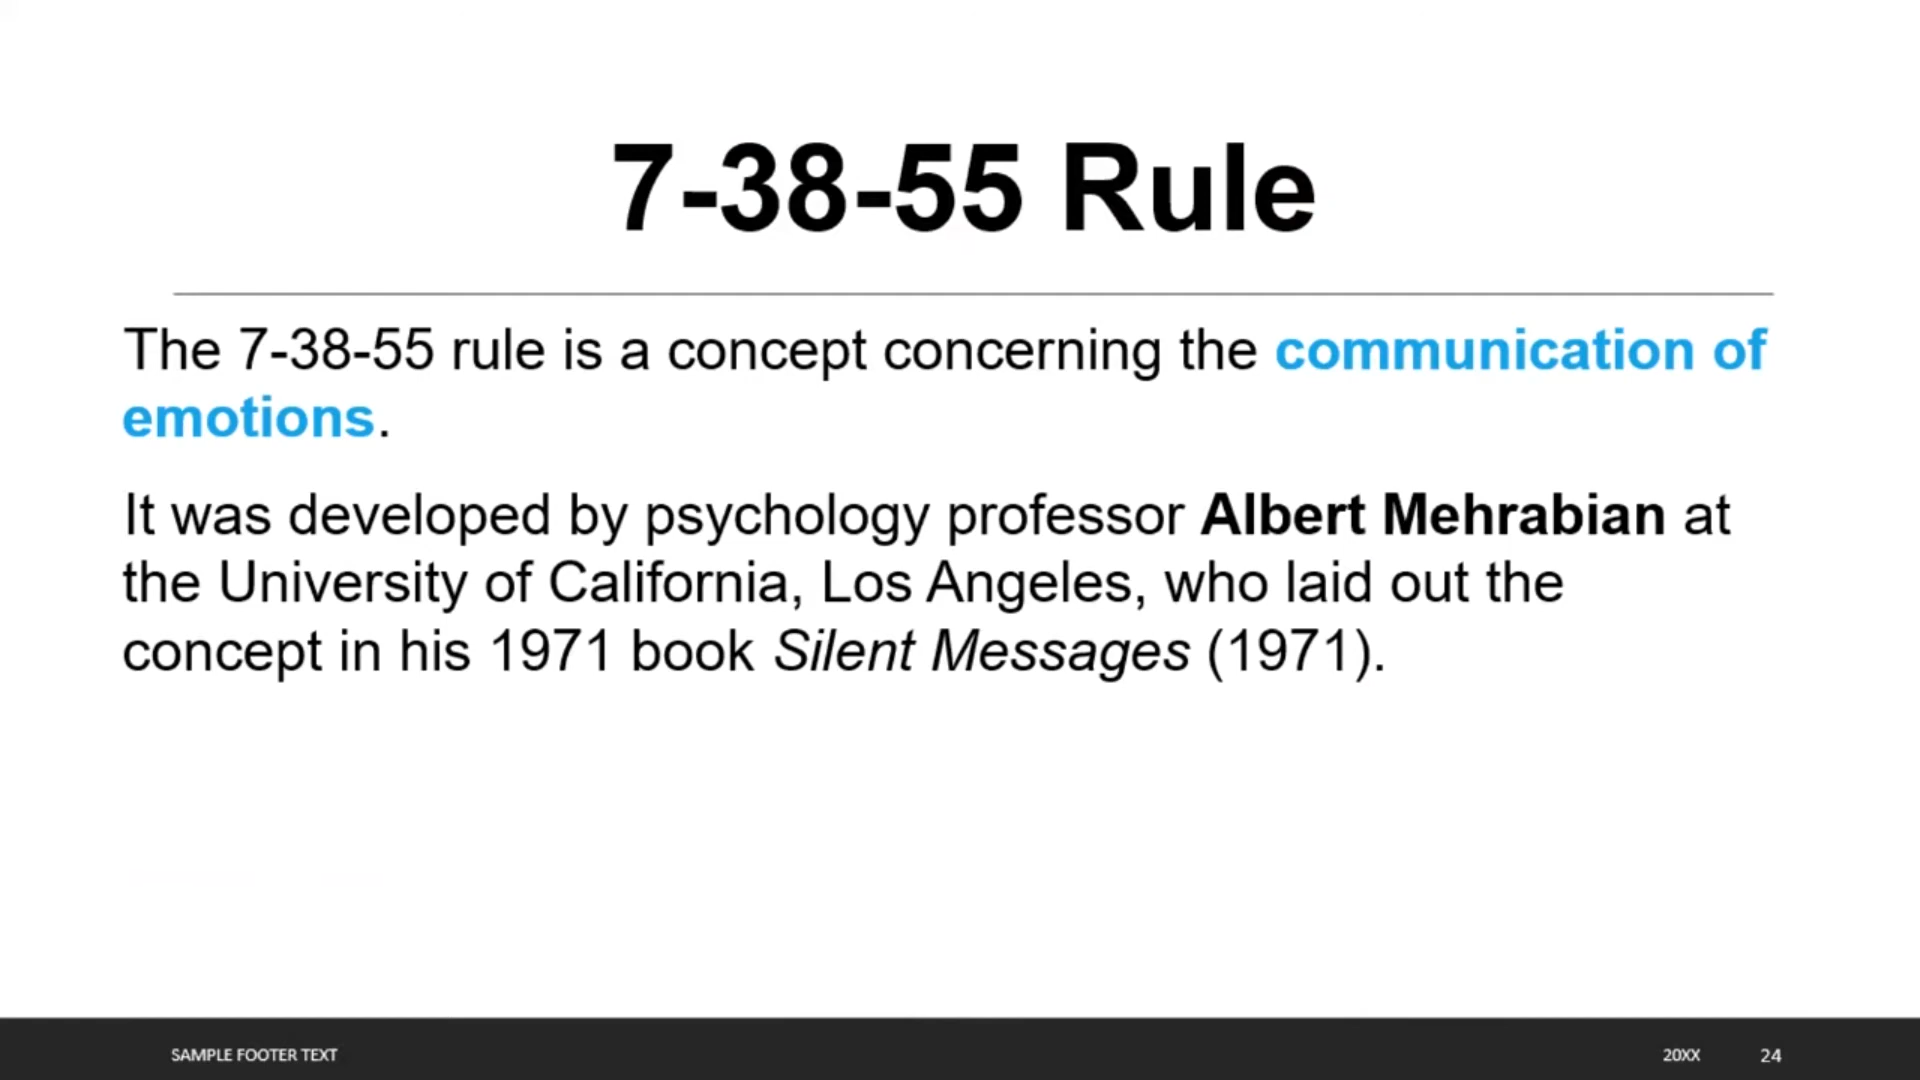 7-38-55 Rule
The 7-38-55 rule is a concept concerning the communication of
emotions.
It was developed by psychology professor Albert Mehrabian at
the University of California, Los Angeles, who laid out the
concept in his 1971 book Silent Messages (1971).
SAMPLE FOOTER TEXT
20XX
24